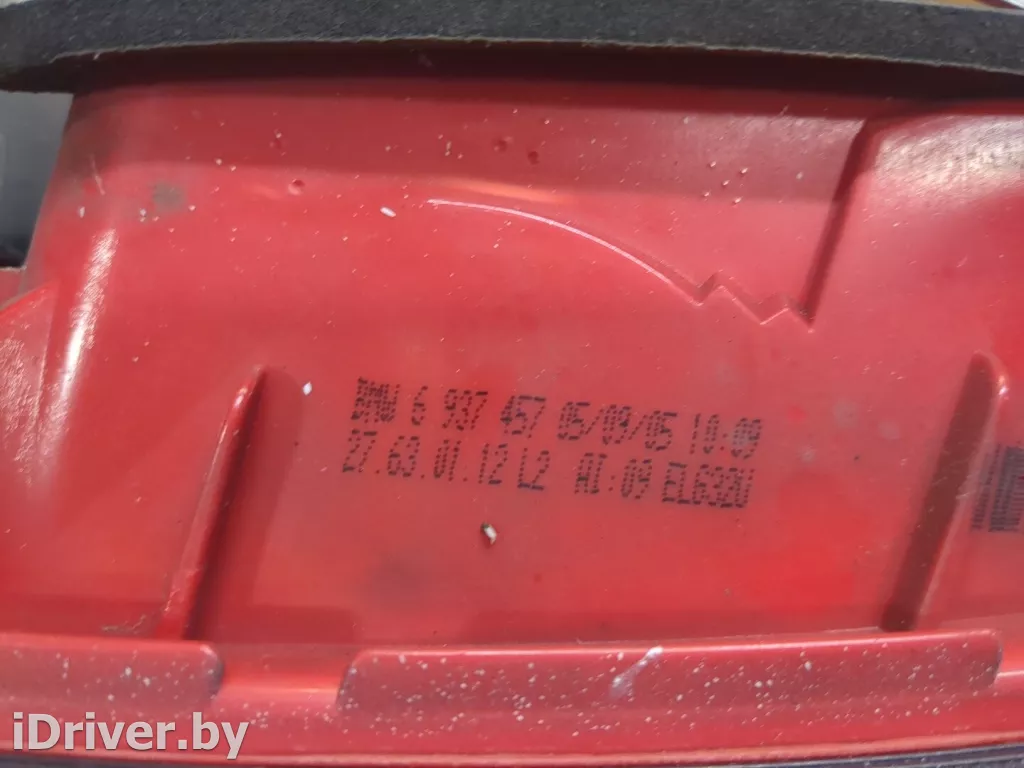 BMW 6 937 457 05/09/05 10:09
27.63.01.12 L2 AI:09 EL632U
iDriver.by